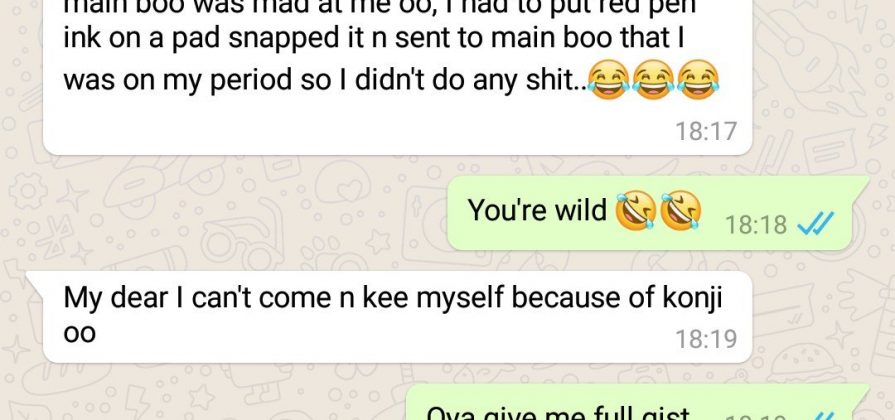 main boo was mad at me oo, I had to put red pen
ink on a pad snapped it n sent to main boo that I
was on my period so I didn't do any shit..😂😂😂
18:17
You're wild 🤣🤣 18:18
My dear I can't come n kee myself because of konji
oo
18:19
Oya give me full gist